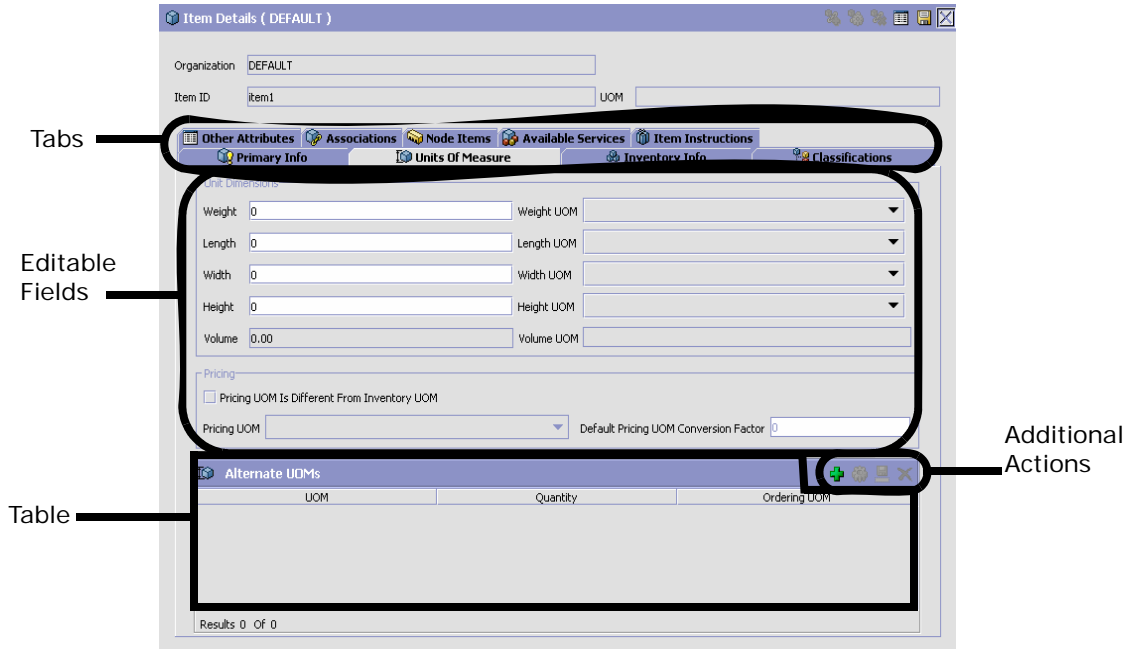 Item Details ( DEFAULT )
Organization DEFAULT
Item ID item1 UOM
Tabs
Other Attributes Associations Node Items Available Services Item Instructions
Primary Info Units Of Measure Inventory Info Classifications
Unit Dimensions
Weight 0 Weight UOM
Length 0 Length UOM
Editable
Fields
Width 0 Width UOM
Height 0 Height UOM
Volume 0.00 Volume UOM
Pricing
Pricing UOM Is Different From Inventory UOM
Pricing UOM Default Pricing UOM Conversion Factor 0
Additional
Actions
Alternate UOMs
UOM Quantity Ordering UOM
Table
Results 0 Of 0